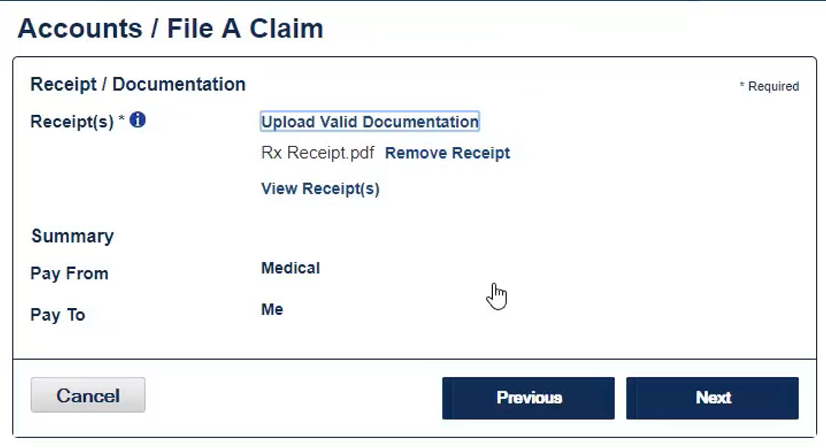 Accounts / File A Claim
Receipt / Documentation
* Required
Receipt(s) *
Upload Valid Documentation
Rx Receipt.pdf Remove Receipt
View Receipt(s)
Summary
Pay From Medical
Pay To Me
Cancel Previous Next